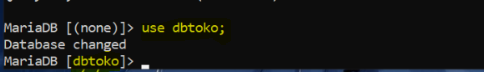 MariaDB [(none)]> use dbtoko;
Database changed
MariaDB [dbtoko]>